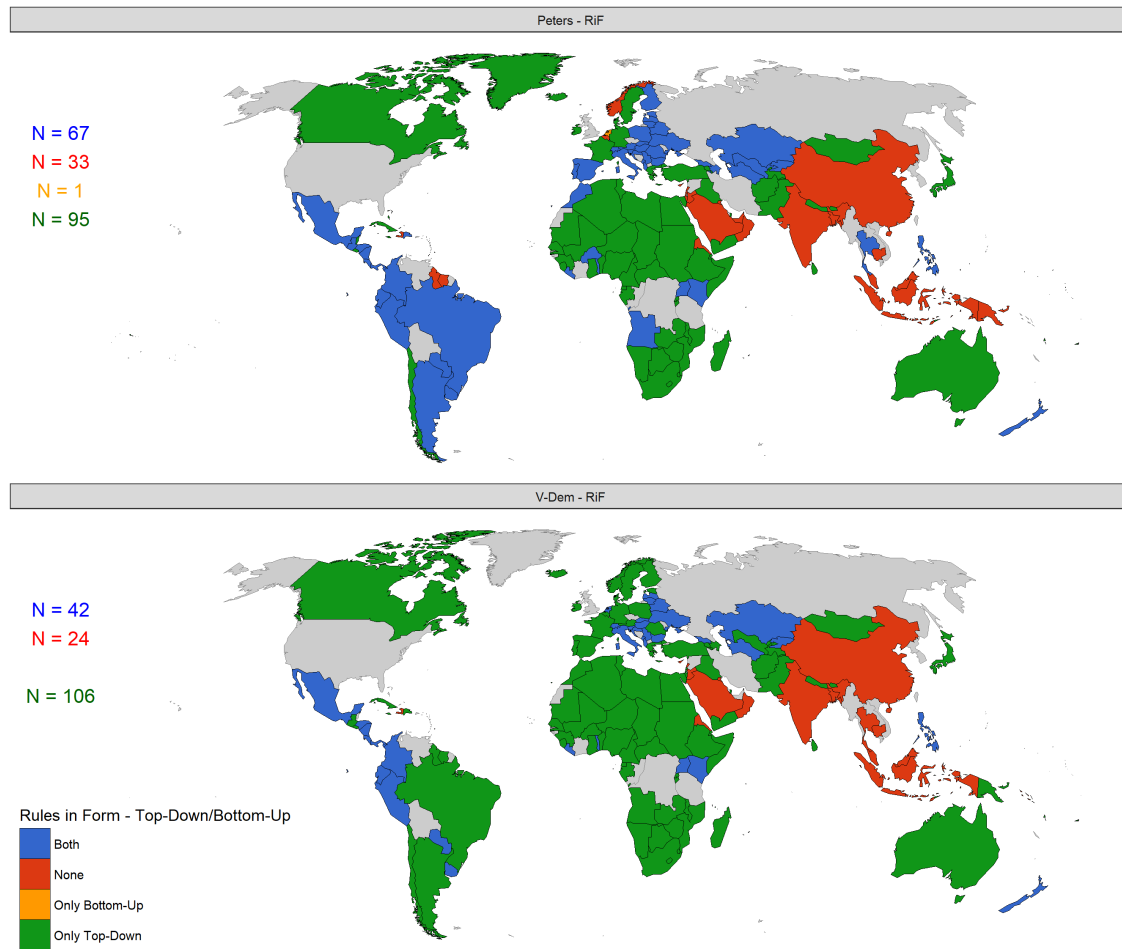 Peters - RiF
N = 67
N = 33
N = 1
N = 95
V-Dem - RiF
N = 42
N = 24
N = 106
Rules in Form - Top-Down/Bottom-Up
Both
None
Only Bottom-Up
Only Top-Down